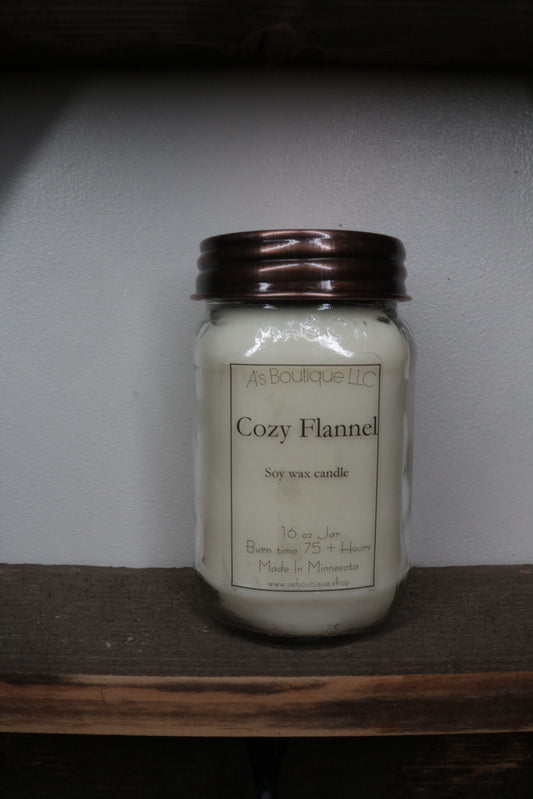 A's Boutique LLC
Cozy Flannel
Soy wax candle
16 oz Jar
Burn time 75 + Hours
Made In Minnesota
www.asboutique.shop